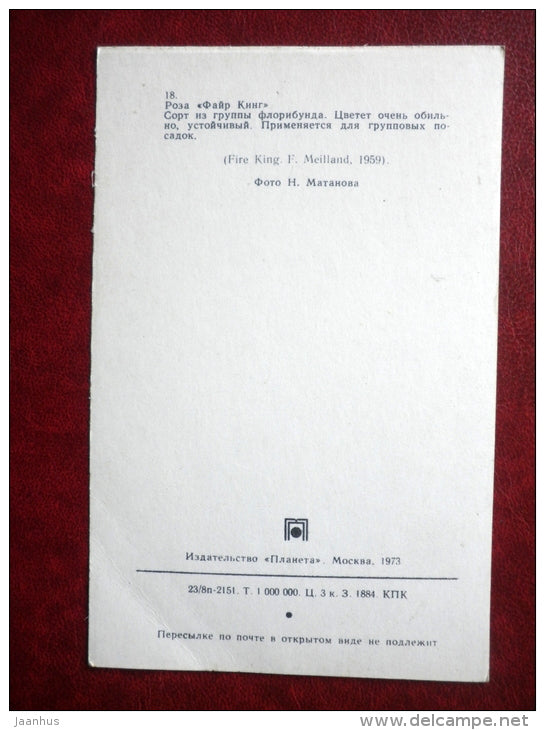 18.
Роза «Файр Кинг»
Сорт из группы флорибунда. Цветет очень обиль-
но, устойчивый. Применяется для групповых по-
садок.
(Fire King. F. Meilland, 1959).
Фото Н. Матанова
Издательство «Планета». Москва, 1973
23/8п-2151. Т. 1 000 000. Ц. 3 к. З. 1884. КПК
Пересылке по почте в открытом виде не подлежит
jaanhus
www.delcampe.net